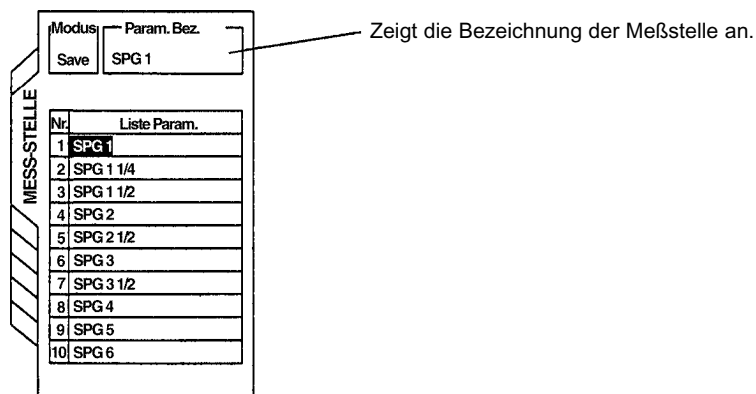 Modus
Param. Bez.
Zeigt die Bezeichnung der Meßstelle an.
Save
SPG 1
MESS-STELLE
Nr. Liste Param.
1 SPG 1
2 SPG 1 1/4
3 SPG 1 1/2
4 SPG 2
5 SPG 2 1/2
6 SPG 3
7 SPG 3 1/2
8 SPG 4
9 SPG 5
10 SPG 6